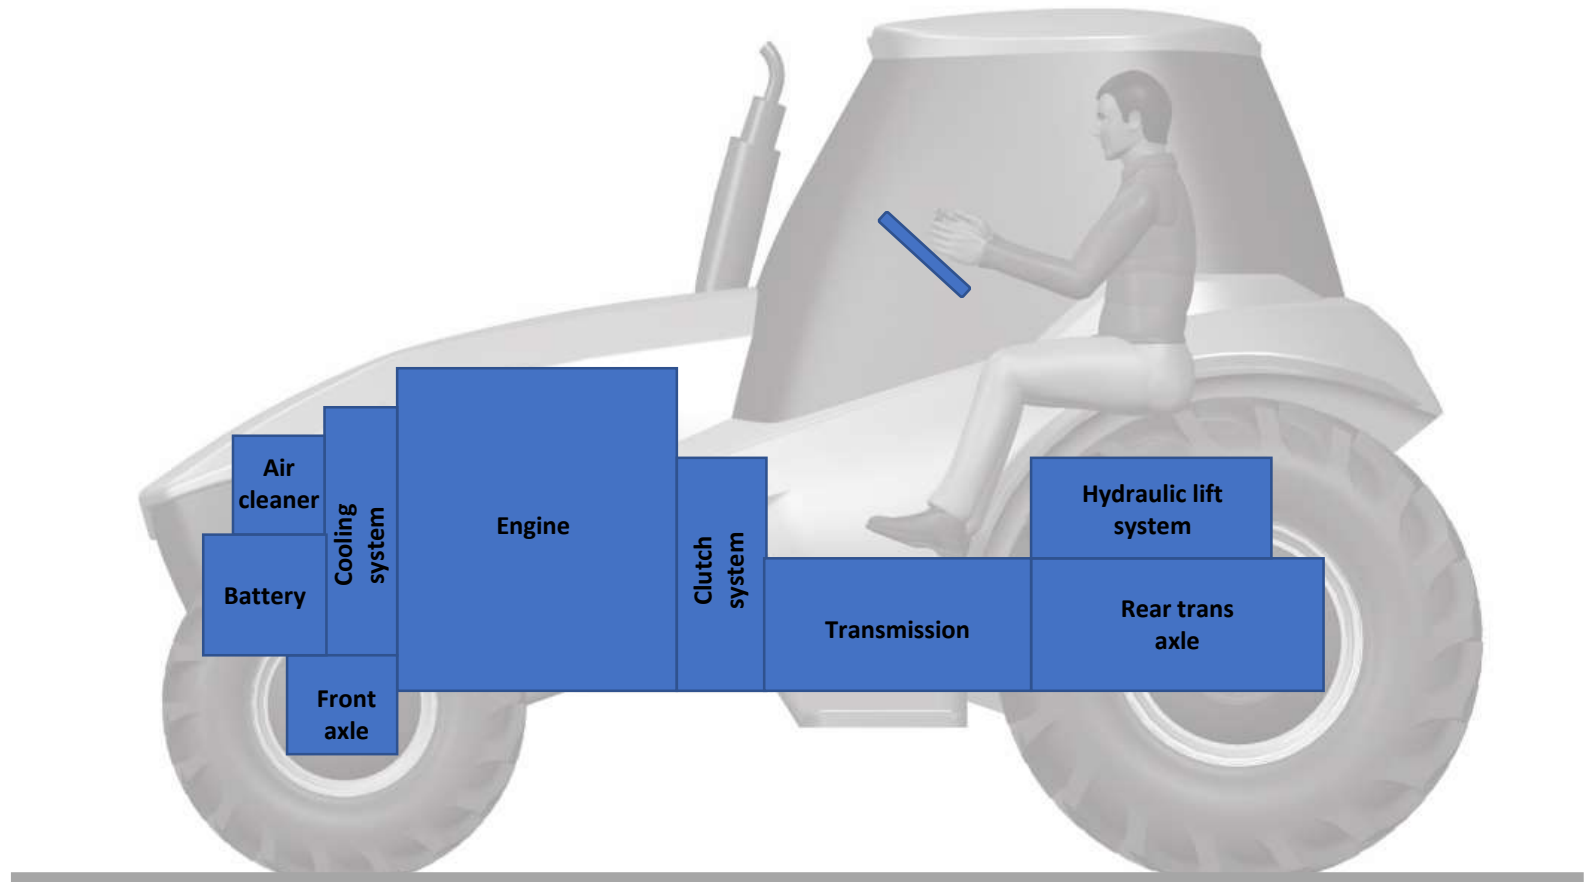 Air
cleaner
Cooling
system
Battery
Front
axle
Engine
Clutch
system
Transmission
Hydraulic lift
system
Rear trans
axle